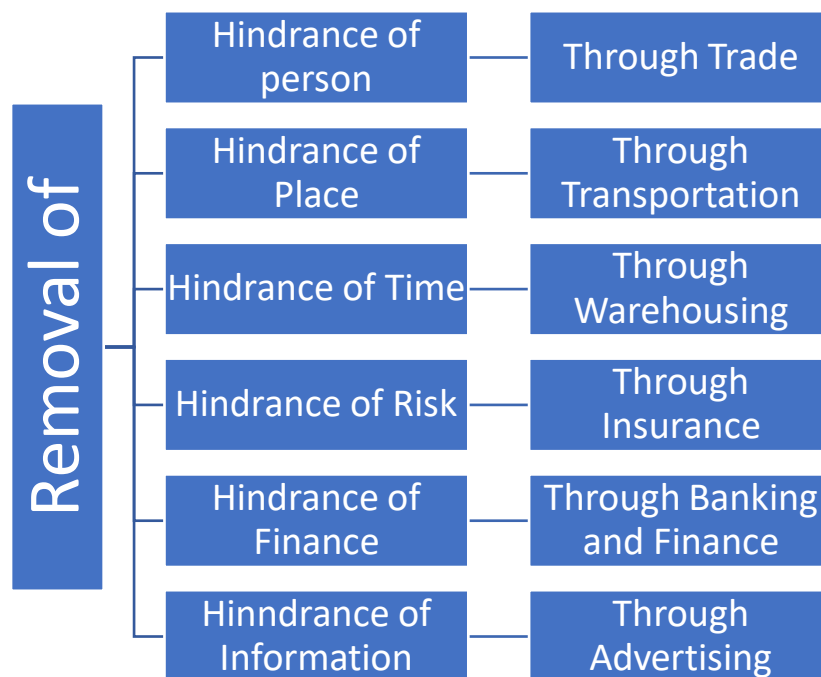 Removal of
Hindrance of
person
Through Trade
Hindrance of
Place
Through
Transportation
Hindrance of Time
Through
Warehousing
Hindrance of Risk
Through
Insurance
Hindrance of
Finance
Through Banking
and Finance
Hinndrance of
Information
Through
Advertising